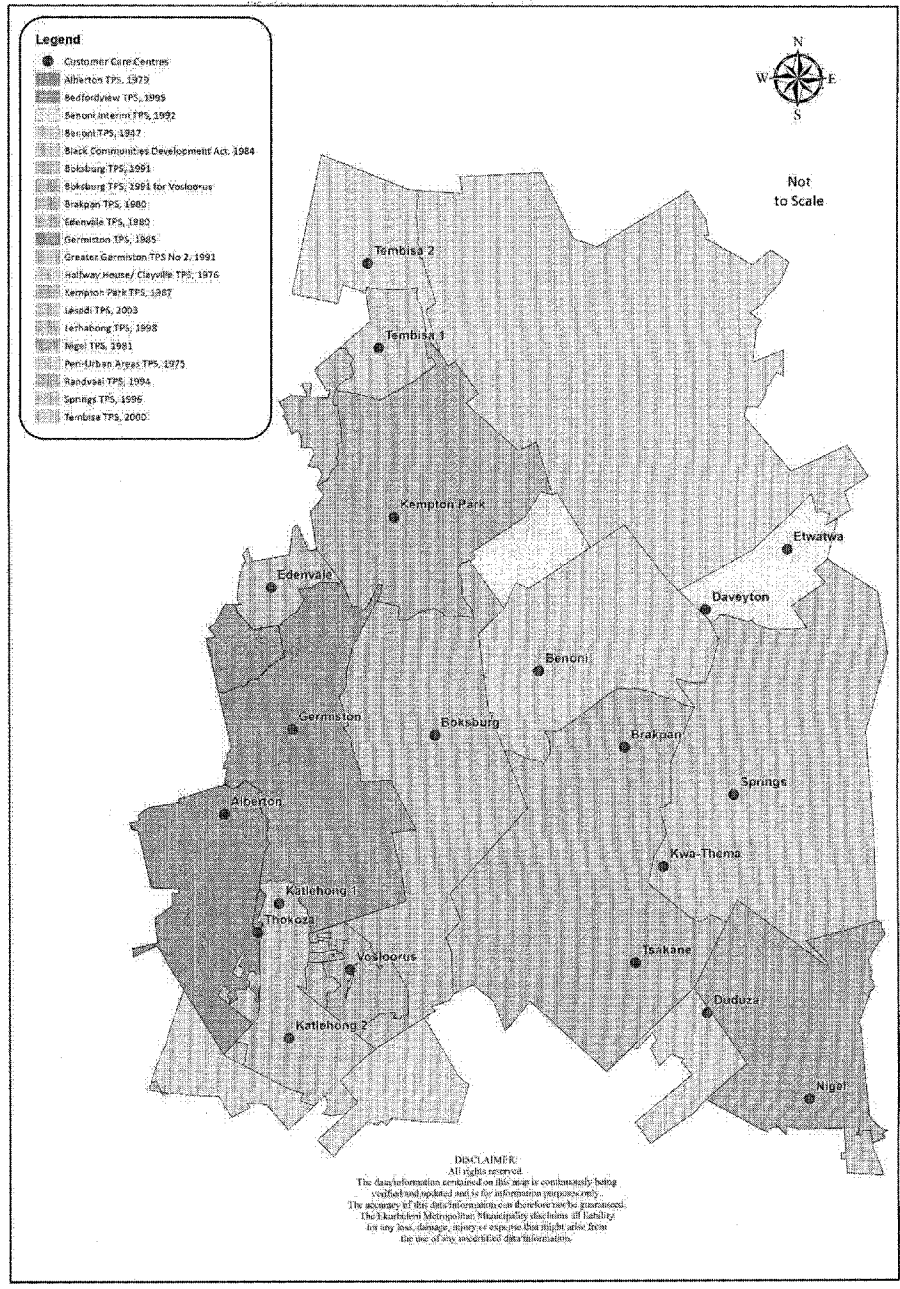 Legend
Customer Care Centres
Alberton TPS, 1979
Bedfordview TPS, 1995
Benoni Interim TPS, 1992
Benoni TPS, 1947
Black Communities Development Act, 1984
Boksburg TPS, 1991
Boksburg TPS, 1991 for Vosloorus
Brakpan TPS, 1980
Edenvale TPS, 1980
Germiston TPS, 1985
Greater Germiston TPS No 2, 1991
Halfway House/ Clayville TPS, 1976
Kempton Park TPS, 1987
Lesedi TPS, 2003
Lethabong TPS, 1998
Nigel TPS, 1981
Peri-Urban Areas TPS, 1975
Randvaal TPS, 1994
Springs TPS, 1996
Tembisa TPS, 2000
N
W E
S
Not
to Scale
Tembisa 2
Tembisa 1
Kempton Park
Etwatwa
Edenvale
Daveyton
Benoni
Germiston
Boksburg
Brakpan
Springs
Alberton
Kwa-Thema
Katlehong 1
Thokoza
Vosloorus
Tsakane
Duduza
Katlehong 2
Nigel
DISCLAIMER:
All rights reserved
The data/information contained on this map is continuously being
verified and updated and is for information purposes only.
The accuracy of this data/information can therefore not be guaranteed.
The Ekurhuleni Metropolitan Municipality disclaims all liability
for any loss, damage, injury or expense that might arise from
the use of any uncertified data/information.